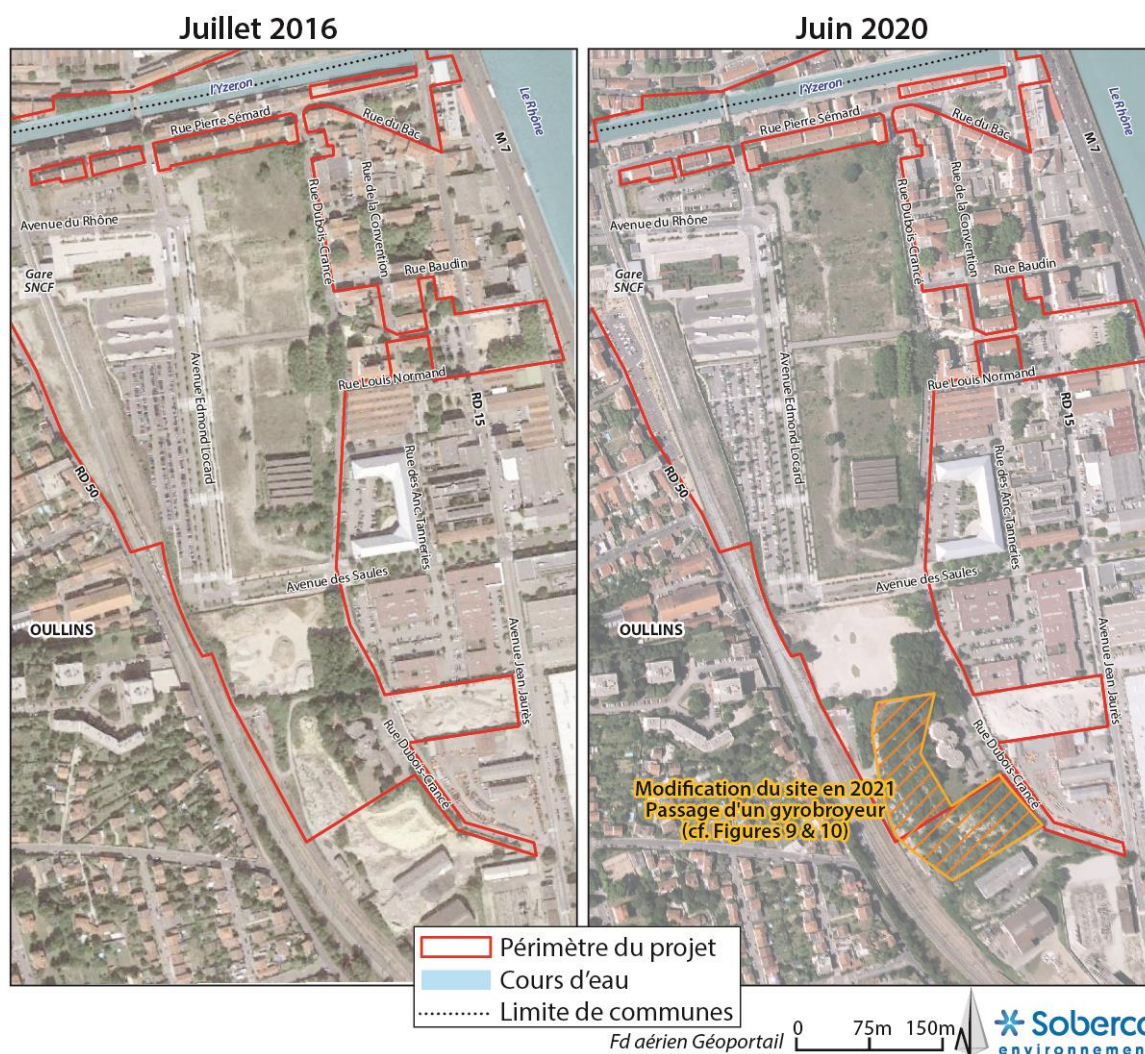 Juillet 2016
l'Yzeron
Le Rhône
Rue Pierre Sémard
Rue du Bac
M 7
Rue Dubois-Crancé
Rue de la Convention
Avenue du Rhône
Gare
SNCF
Rue Baudin
Avenue Edmond Locard
Rue Louis Normand
RD 15
RD 50
Rue des Anc. Tanneries
Avenue des Saules
OULLINS
Avenue Jean Jaurès
Rue Dubois-Crancé
Juin 2020
l'Yzeron
Le Rhône
Rue Pierre Sémard
Rue du Bac
M 7
Rue Dubois-Crancé
Rue de la Convention
Avenue du Rhône
Gare
SNCF
Rue Baudin
Avenue Edmond Locard
Rue Louis Normand
RD 15
RD 50
Rue des Anc. Tanneries
Avenue des Saules
OULLINS
Avenue Jean Jaurès
Rue Dubois-Crancé
Modification du site en 2021
Passage d'un gyrobroyeur
(cf. Figures 9 & 10)
Périmètre du projet
Cours d'eau
Limite de communes
Fd aérien Géoportail
0 75m 150m
N
Soberco
environnement